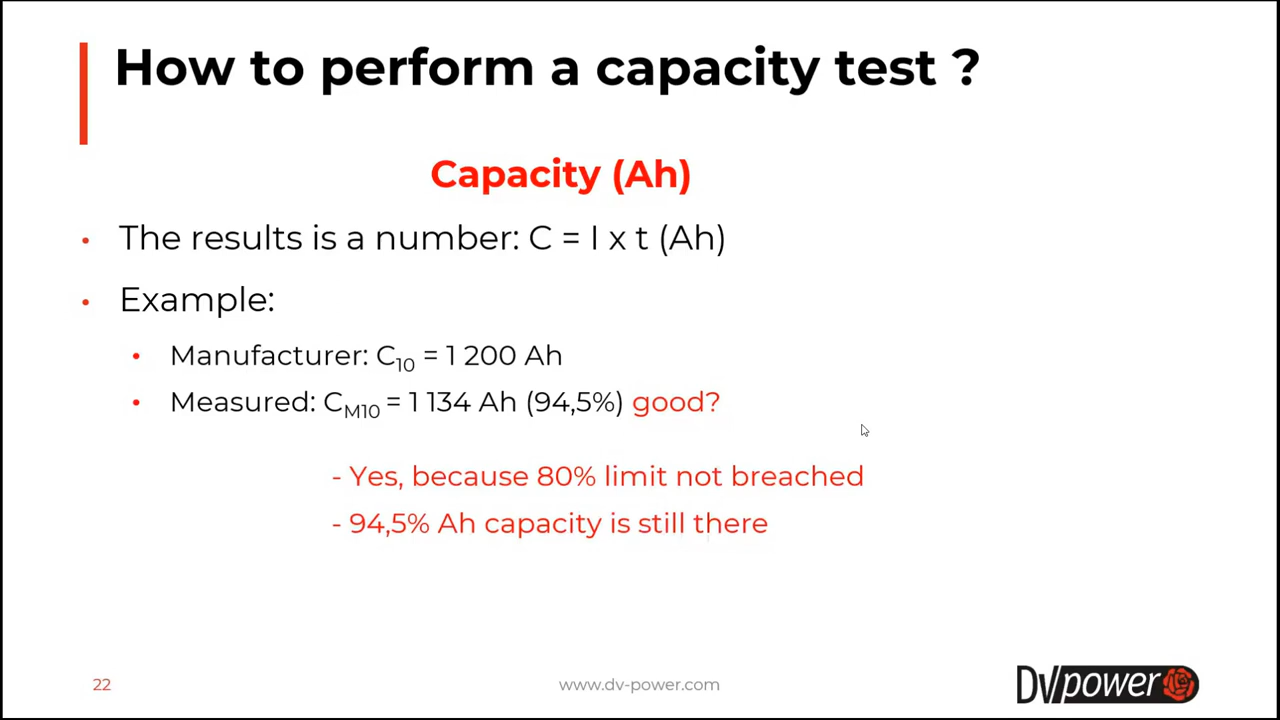 How to perform a capacity test ?
Capacity (Ah)
• The results is a number: C = I x t (Ah)
• Example:
• Manufacturer: C10 = 1 200 Ah
• Measured: CM10 = 1 134 Ah (94,5%) good?
- Yes, because 80% limit not breached
- 94,5% Ah capacity is still there
22
www.dv-power.com
DV power